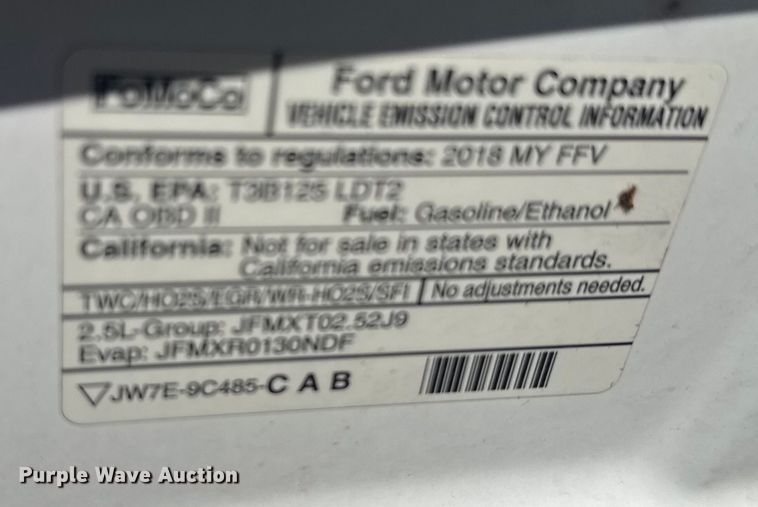 FoMoCo
Ford Motor Company
VEHICLE EMISSION CONTROL INFORMATION
Conforms to regulations: 2018 MY FFV
U.S. EPA: T3B125 LDT2
CA OBD II Fuel: Gasoline/Ethanol
California: Not for sale in states with
California emissions standards.
TWC/HO2S/EGR/WR-HO2S/SFI No adjustments needed.
2.5L-Group: JFMXT02.52J9
Evap: JFMXR0130NDF
JW7E-9C485-CAB
Purple Wave Auction